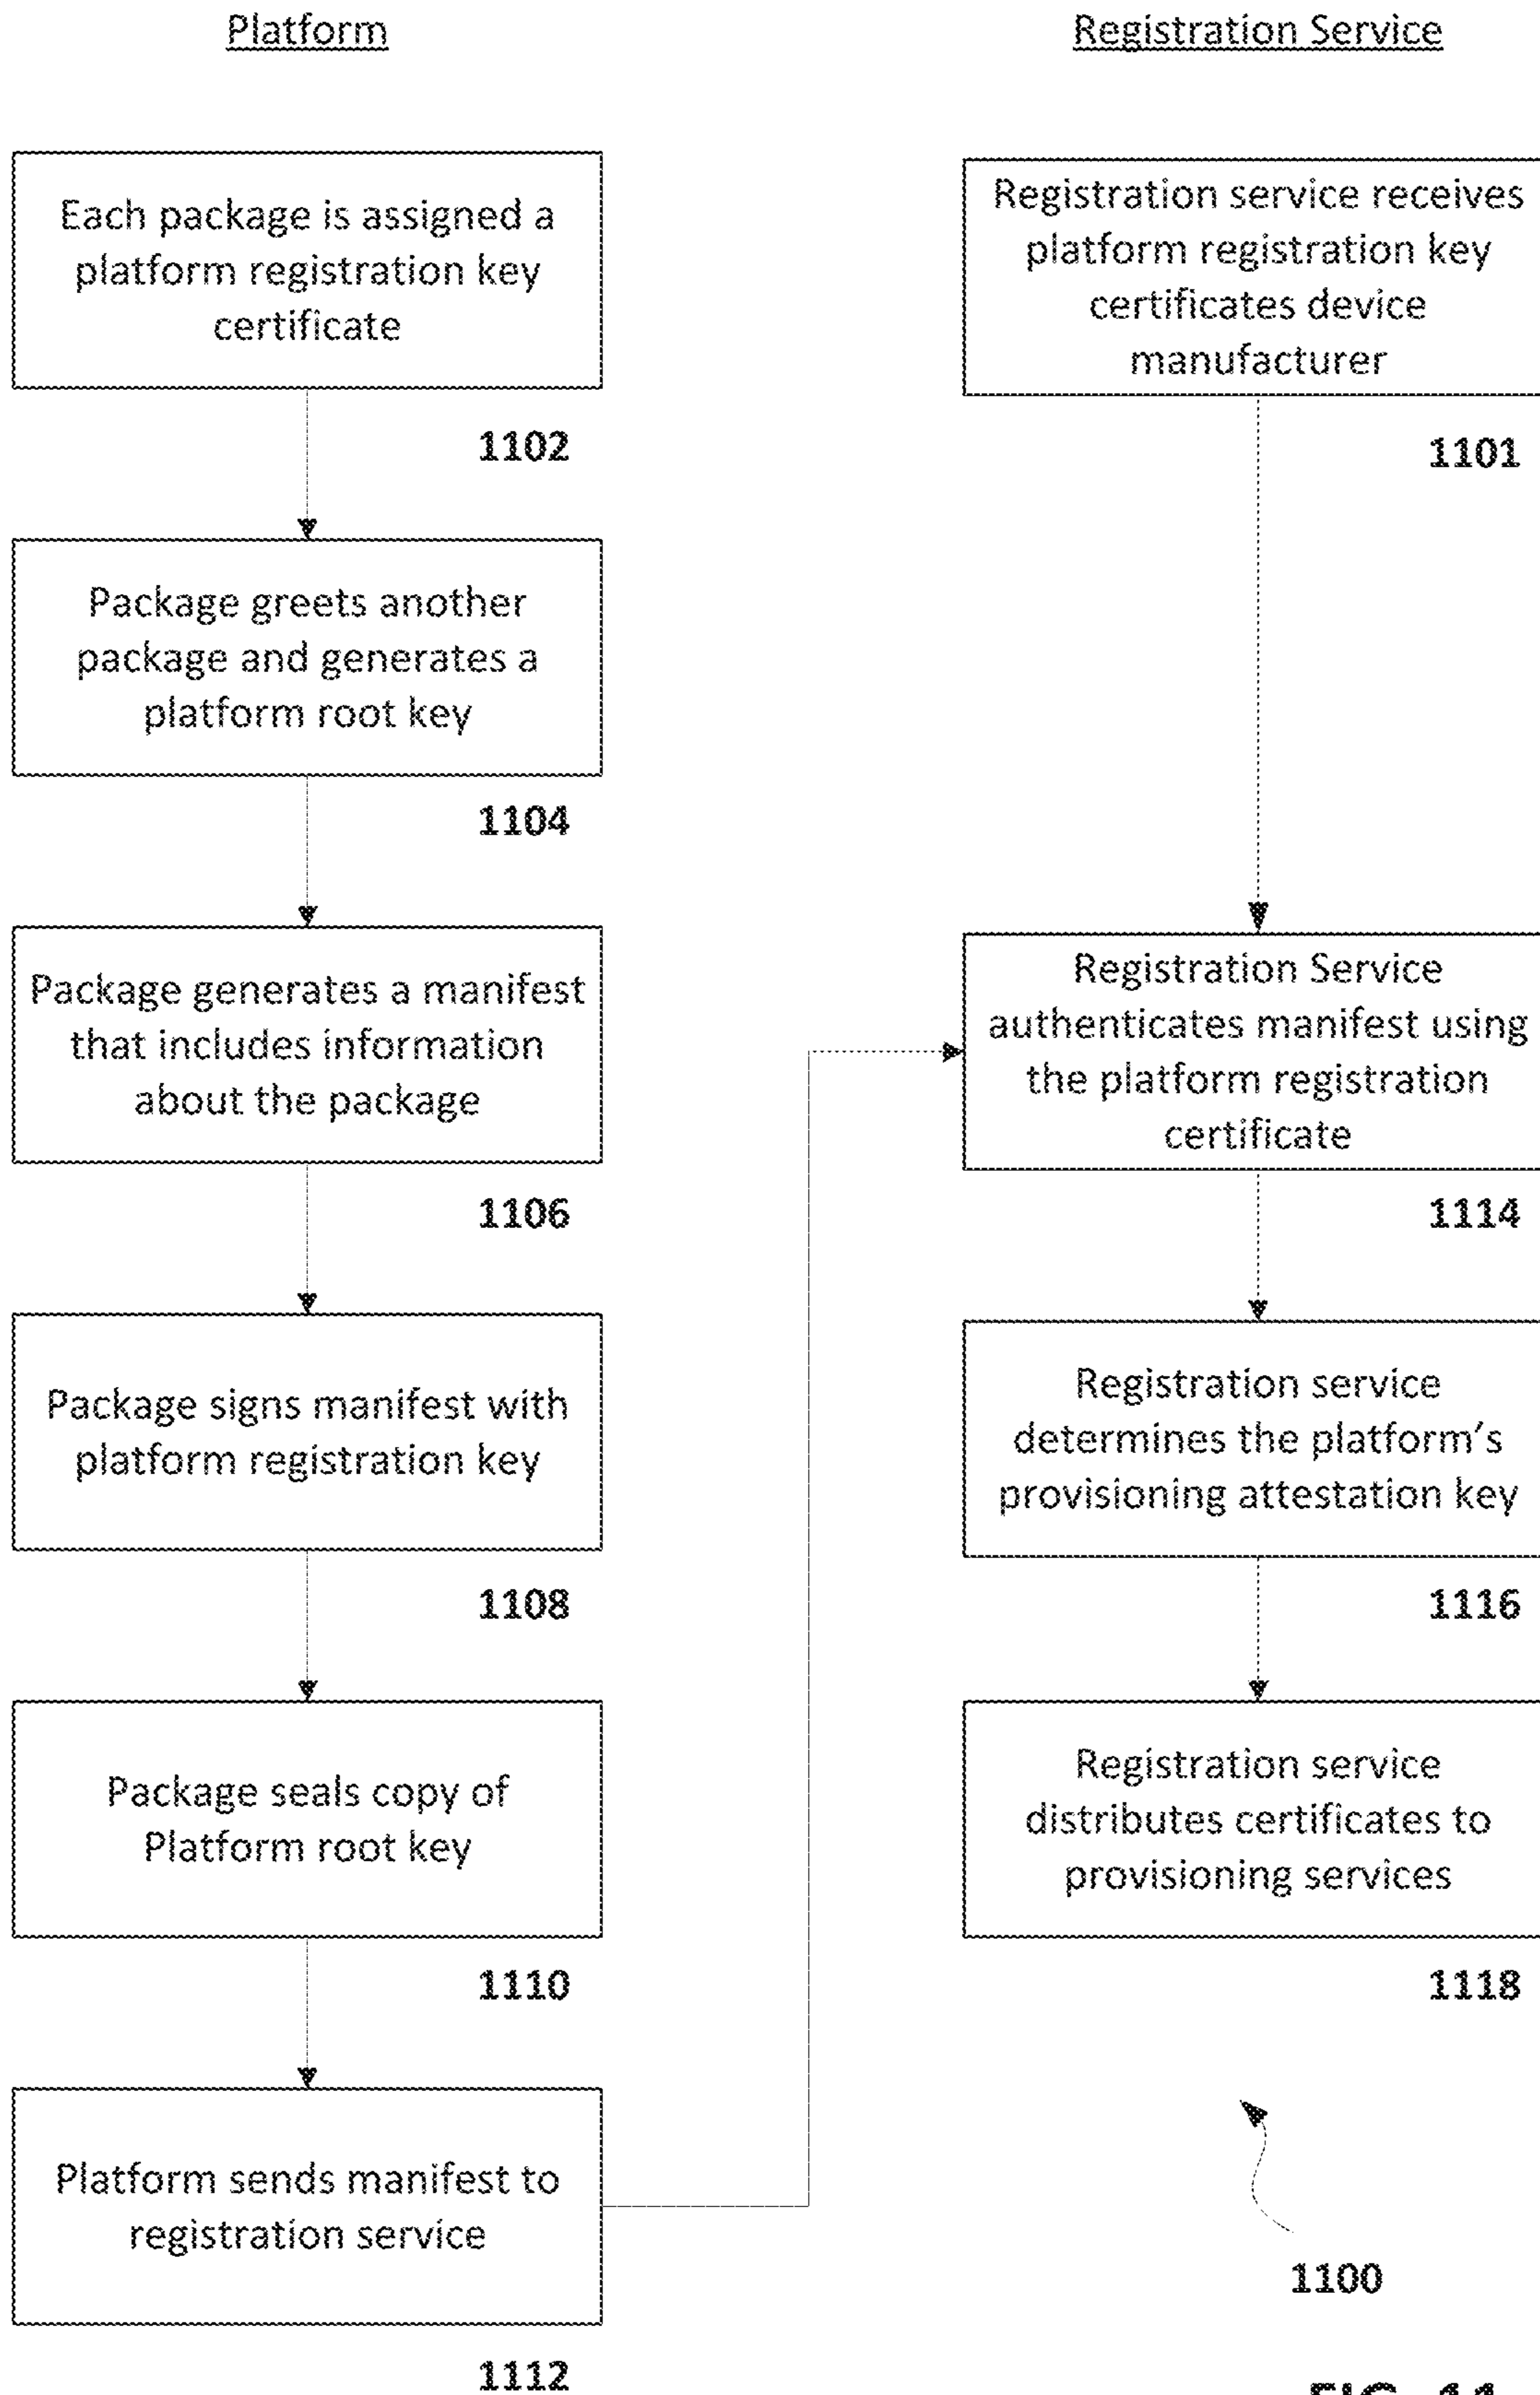 Platform
Each package is assigned a
platform registration key
certificate
1102
Package greets another
package and generates a
platform root key
1104
Package generates a manifest
that includes information
about the package
1106
Package signs manifest with
platform registration key
1108
Package seals copy of
Platform root key
1110
Platform sends manifest to
registration service
1112
Registration Service
Registration service receives
platform registration key
certificates device
manufacturer
1101
Registration Service
authenticates manifest using
the platform registration
certificate
1114
Registration service
determines the platform's
provisioning attestation key
1116
Registration service
distributes certificates to
provisioning services
1118
1100
FIG. 11